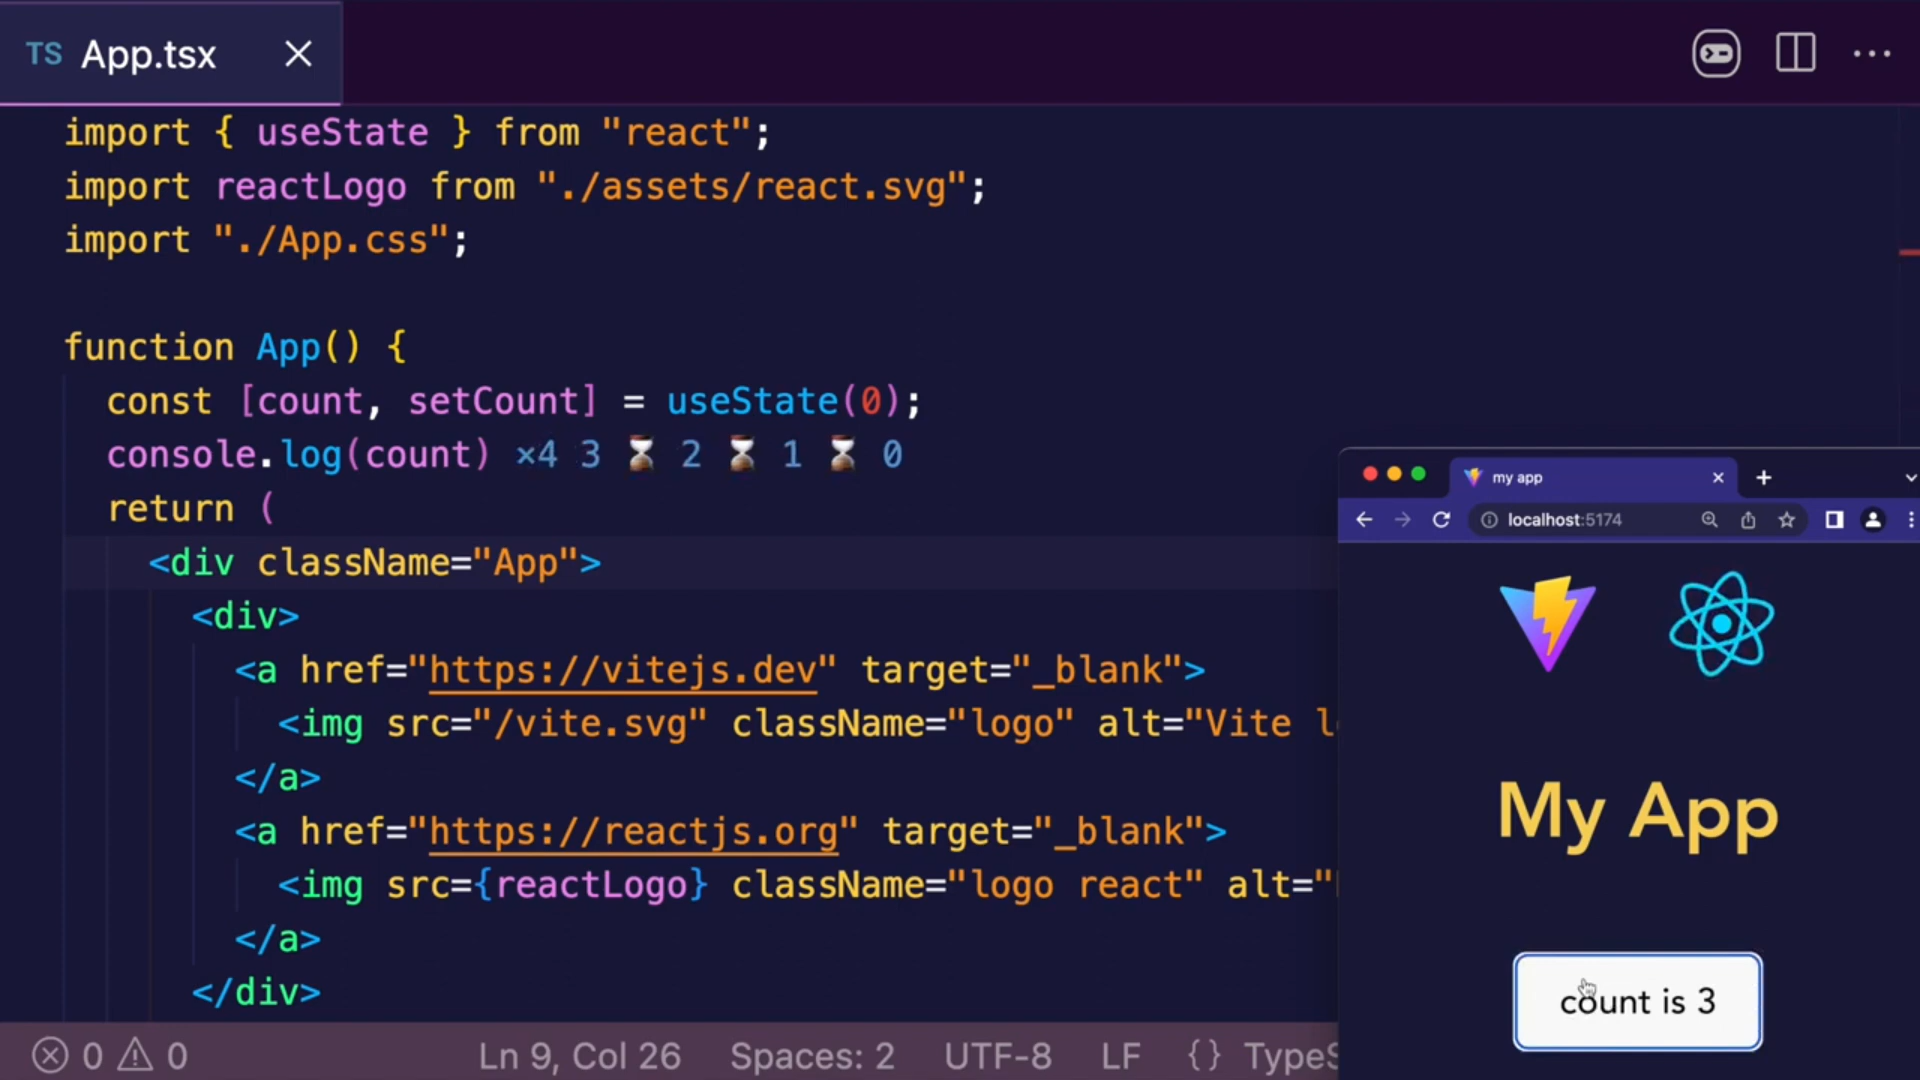 TS App.tsx
import { useState } from "react";
import reactLogo from "./assets/react.svg";
import "./App.css";
function App() {
const [count, setCount] = useState(0);
console.log(count) ×4 3 ⏳ 2 ⏳ 1 ⏳ 0
return (
<div className="App">
<div>
<a href="https://vitejs.dev" target="_blank">
<img src="/vite.svg" className="logo" alt="Vite
</a>
<a href="https://reactjs.org" target="_blank">
<img src={reactLogo} className="logo react" alt="
</a>
</div>
0 0 Ln 9, Col 26 Spaces: 2 UTF-8 LF {} TypeS
my app
localhost:5174
My App
count is 3